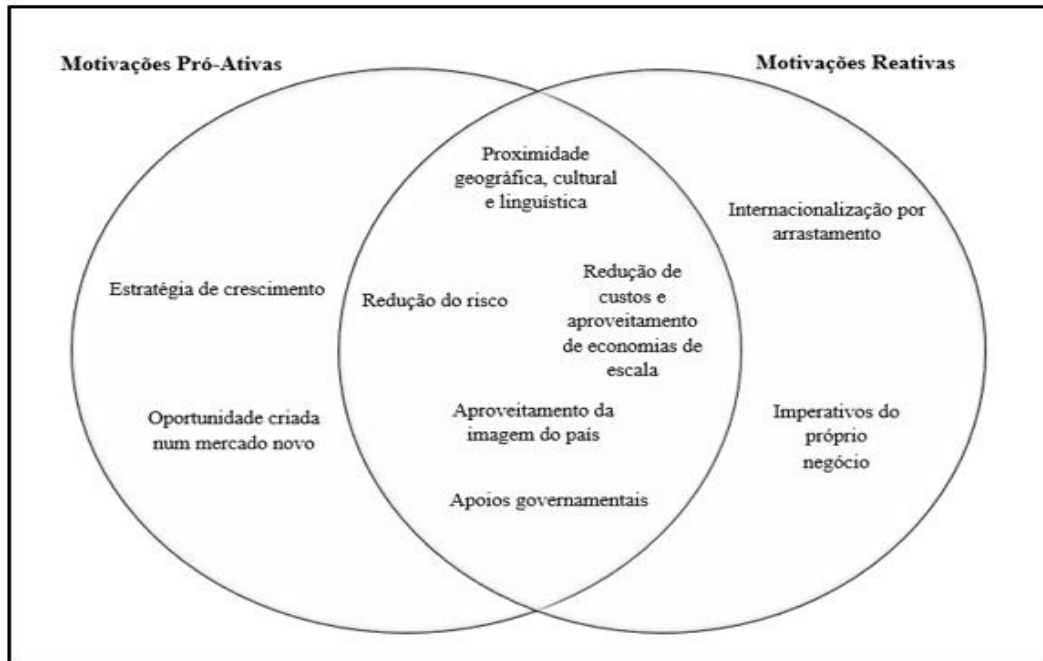 Motivações Pró-Ativas
Motivações Reativas
Proximidade
geográfica, cultural
e linguística
Internacionalização por
arrastamento
Estratégia de crescimento
Redução do risco
Redução de
custos e
aproveitamento
de economias de
escala
Oportunidade criada
num mercado novo
Aproveitamento da
imagem do país
Imperativos do
próprio
negócio
Apoios governamentais